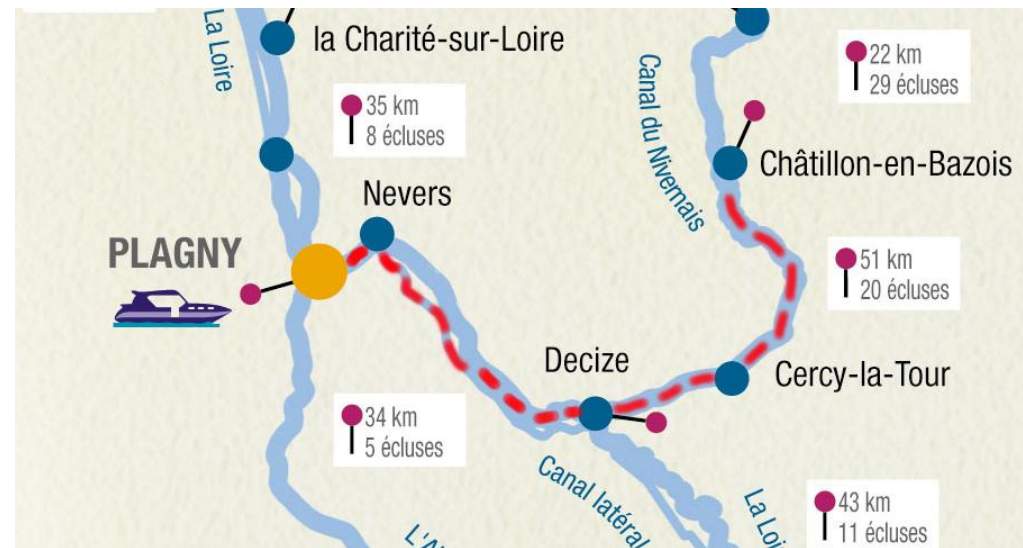 La Loire
la Charité-sur-Loire
22 km
29 écluses
35 km
8 écluses
Canal du Nivernais
Châtillon-en-Bazois
Nevers
PLAGNY
51 km
20 écluses
Decize
Cercy-la-Tour
34 km
5 écluses
Canal latéral
43 km
11 écluses